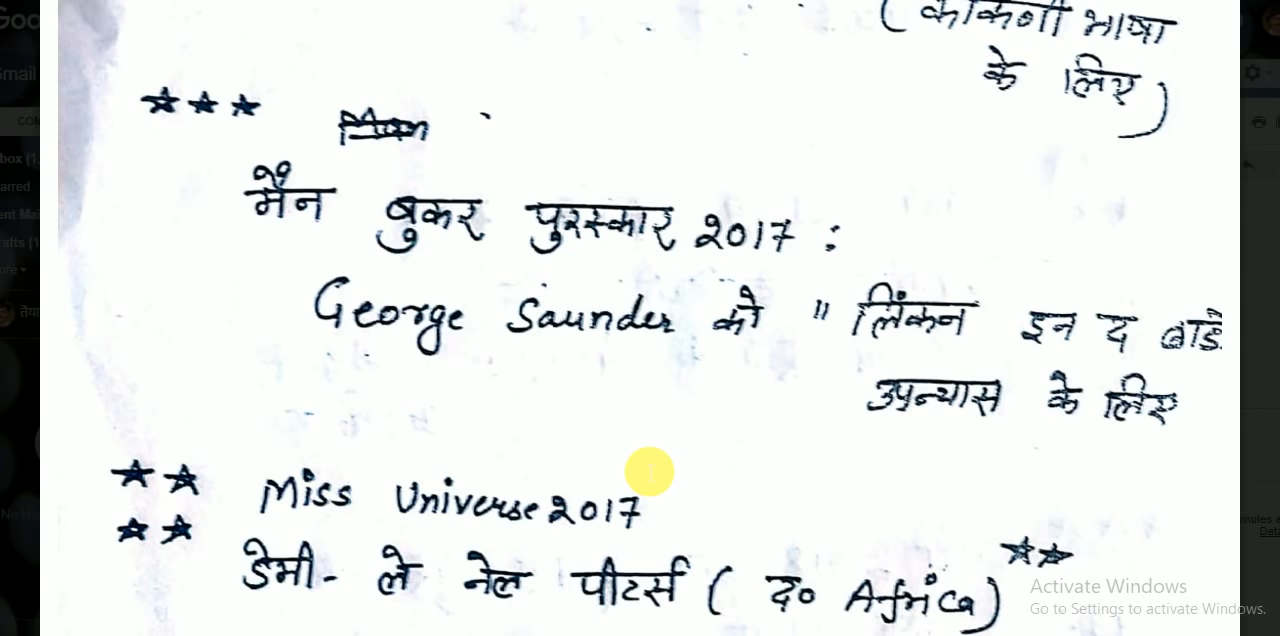 (कोंकणी भाषा
के लिए)
★★★
मैन बुकर पुरस्कार 2017 :
George Saunder को " लिंकन इन द बार्ड
उपन्यास के लिए
★★ Miss Universe 2017
★★ ★★
डेमी- ले नेल पीटर्स ( द० Africa)
Activate Windows
Go to Settings to activate Windows.